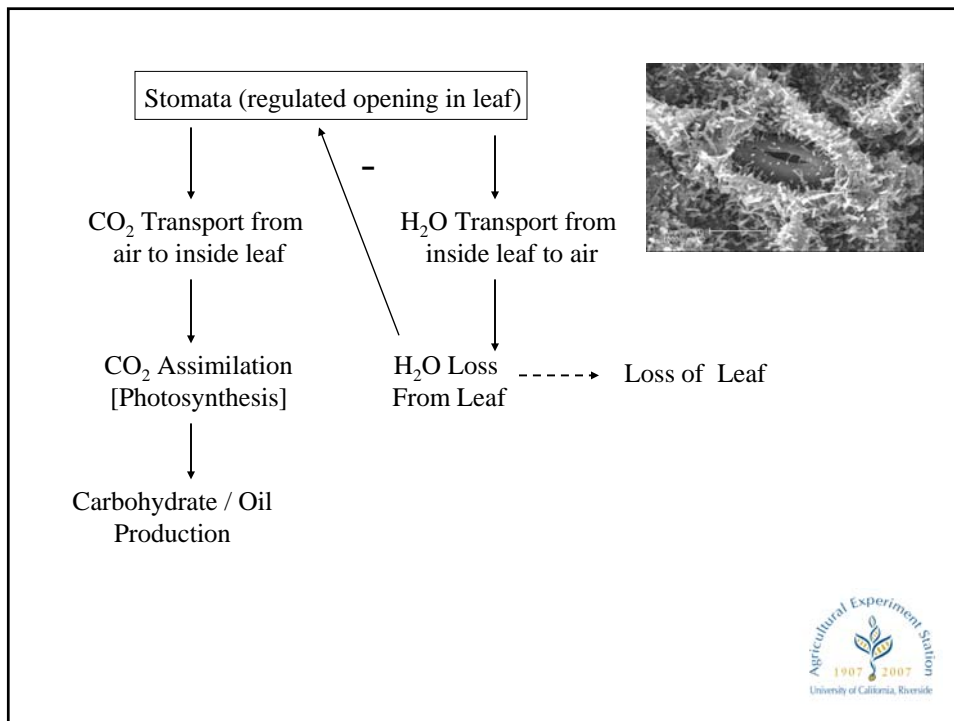 Stomata (regulated opening in leaf)
-
CO₂ Transport from
air to inside leaf
H₂O Transport from
inside leaf to air
CO₂ Assimilation
[Photosynthesis]
H₂O Loss
From Leaf
Loss of Leaf
Carbohydrate / Oil
Production
Agricultural Experiment Station
1907 2007
University of California, Riverside